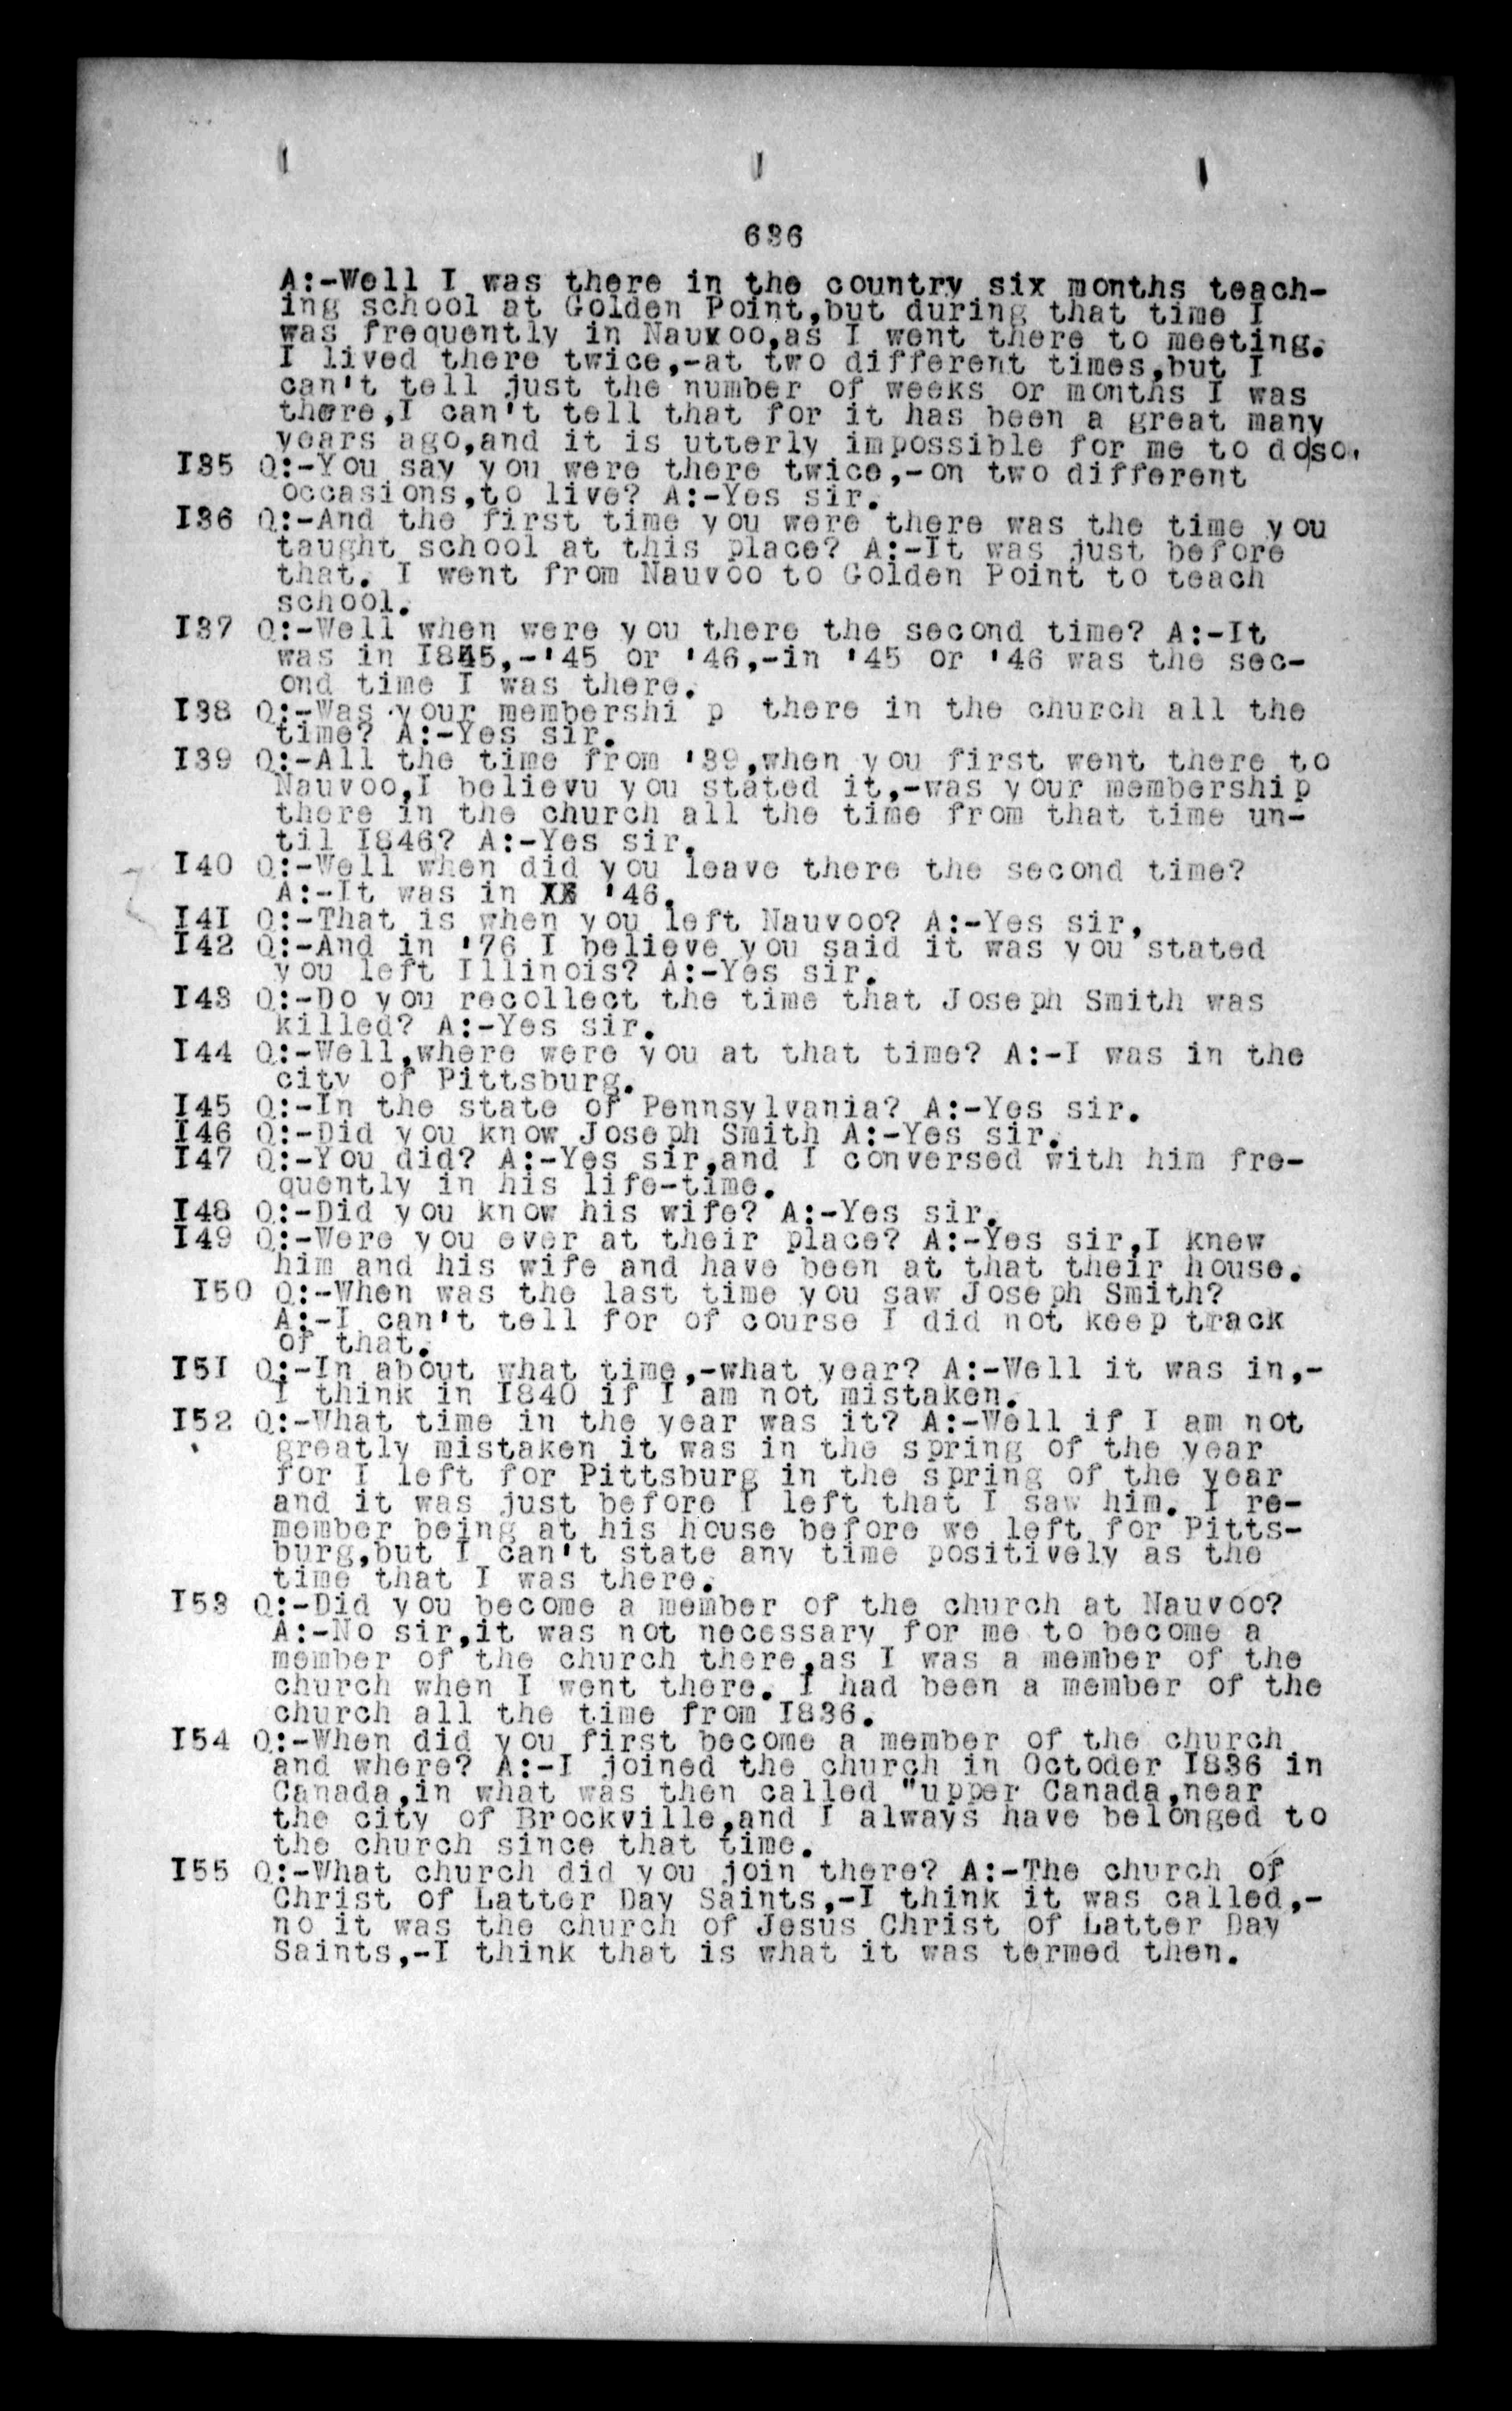 636
A:-Well I was there in the country six months teach-
ing school at Golden Point,but during that time I
was frequently in Nauvoo,as I went there to meeting.
I lived there twice,-at two different times,but I
can't tell just the number of weeks or months I was
there,I can't tell that for it has been a great many
years ago,and it is utterly impossible for me to do|so.
I35 Q:-You say you were there twice,-on two different
occasions,to live? A:-Yes sir.
I36 Q:-And the first time you were there was the time you
taught school at this place? A:-It was just before
that. I went from Nauvoo to Golden Point to teach
school.
I37 Q:-Well when were you there the second time? A:-It
was in I845,-'45 or '46,-in '45 or '46 was the sec-
ond time I was there.
I38 Q:-Was your membershi p there in the church all the
time? A:-Yes sir.
I39 Q:-All the time from '39,when you first went there to
Nauvoo,I believu you stated it,-was your membership
there in the church all the time from that time un-
til I846? A:-Yes sir.
I40 Q:-Well when did you leave there the second time?
A:-It was in XX '46.
I4I Q:-That is when you left Nauvoo? A:-Yes sir.
I42 Q:-And in '76 I believe you said it was you stated
you left Illinois? A:-Yes sir.
I43 Q:-Do you recollect the time that Joseph Smith was
killed? A:-Yes sir.
I44 Q:-Well,where were you at that time? A:-I was in the
city of Pittsburg.
I45 Q:-In the state of Pennsylvania? A:-Yes sir.
I46 Q:-Did you know Joseph Smith A:-Yes sir.
I47 Q:-You did? A:-Yes sir,and I conversed with him fre-
quently in his life-time.
I48 Q:-Did you know his wife? A:-Yes sir.
I49 Q:-Were you ever at their place? A:-Yes sir,I knew
him and his wife and have been at that their house.
I50 Q:-When was the last time you saw Joseph Smith?
A:-I can't tell for of course I did not keep track
of that.
I5I Q:-In about what time,-what year? A:-Well it was in,-
I think in I840 if I am not mistaken.
I52 Q:-What time in the year was it? A:-Well if I am not
greatly mistaken it was in the spring of the year
for I left for Pittsburg in the spring of the year
and it was just before I left that I saw him. I re-
member being at his house before we left for Pitts-
burg,but I can't state any time positively as the
time that I was there.
I53 Q:-Did you become a member of the church at Nauvoo?
A:-No sir,it was not necessary for me to become a
member of the church there,as I was a member of the
church when I went there. I had been a member of the
church all the time from I836.
I54 Q:-When did you first become a member of the church
and where? A:-I joined the church in Octoder I836 in
Canada,in what was then called "upper Canada,near
the city of Brockville,and I always have belonged to
the church since that time.
I55 Q:-What church did you join there? A:-The church of
Christ of Latter Day Saints,-I think it was called,-
no it was the church of Jesus Christ of Latter Day
Saints,-I think that is what it was termed then.